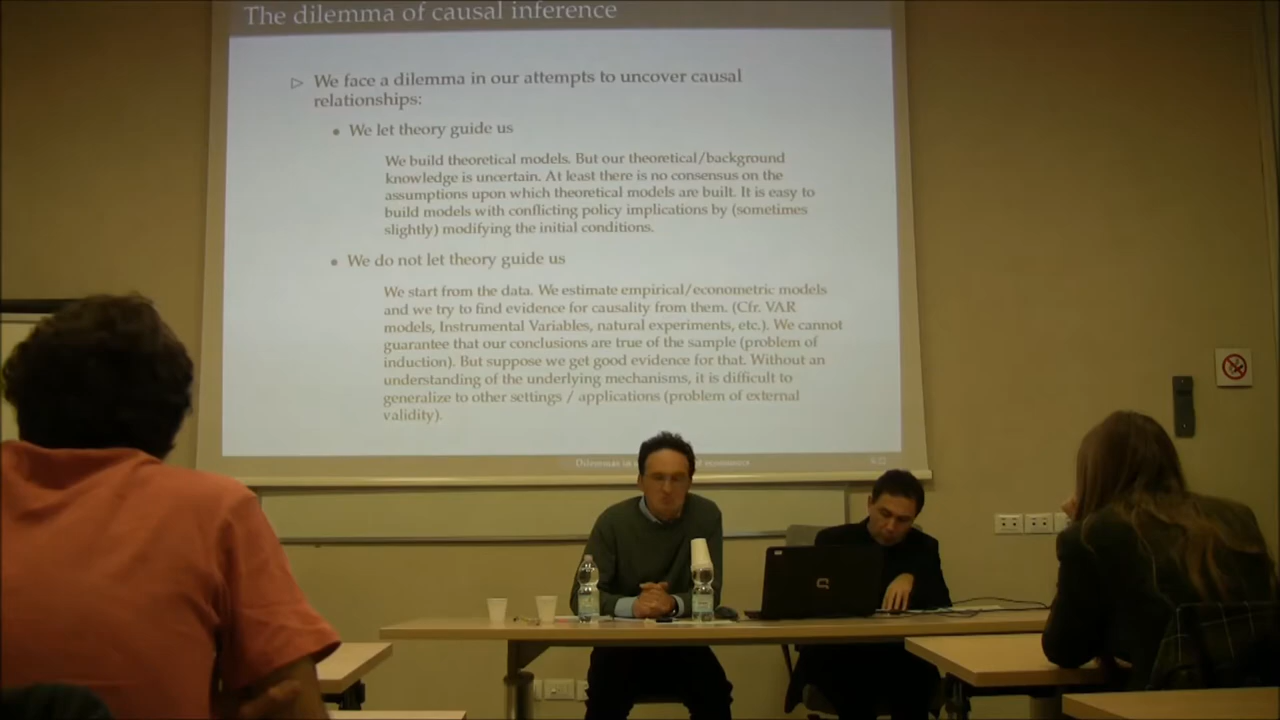 The dilemma of causal inference
▷ We face a dilemma in our attempts to uncover causal
relationships:
• We let theory guide us
We build theoretical models. But our theoretical/background
knowledge is uncertain. At least there is no consensus on the
assumptions upon which theoretical models are built. It is easy to
build models with conflicting policy implications by (sometimes
slightly) modifying the initial conditions.
• We do not let theory guide us
We start from the data. We estimate empirical/econometric models
and we try to find evidence for causality from them. (Cfr. VAR
models, Instrumental Variables, natural experiments, etc.). We cannot
guarantee that our conclusions are true of the sample (problem of
induction). But suppose we get good evidence for that. Without an
understanding of the underlying mechanisms, it is difficult to
generalize to other settings / applications (problem of external
validity).
Dilemmas in